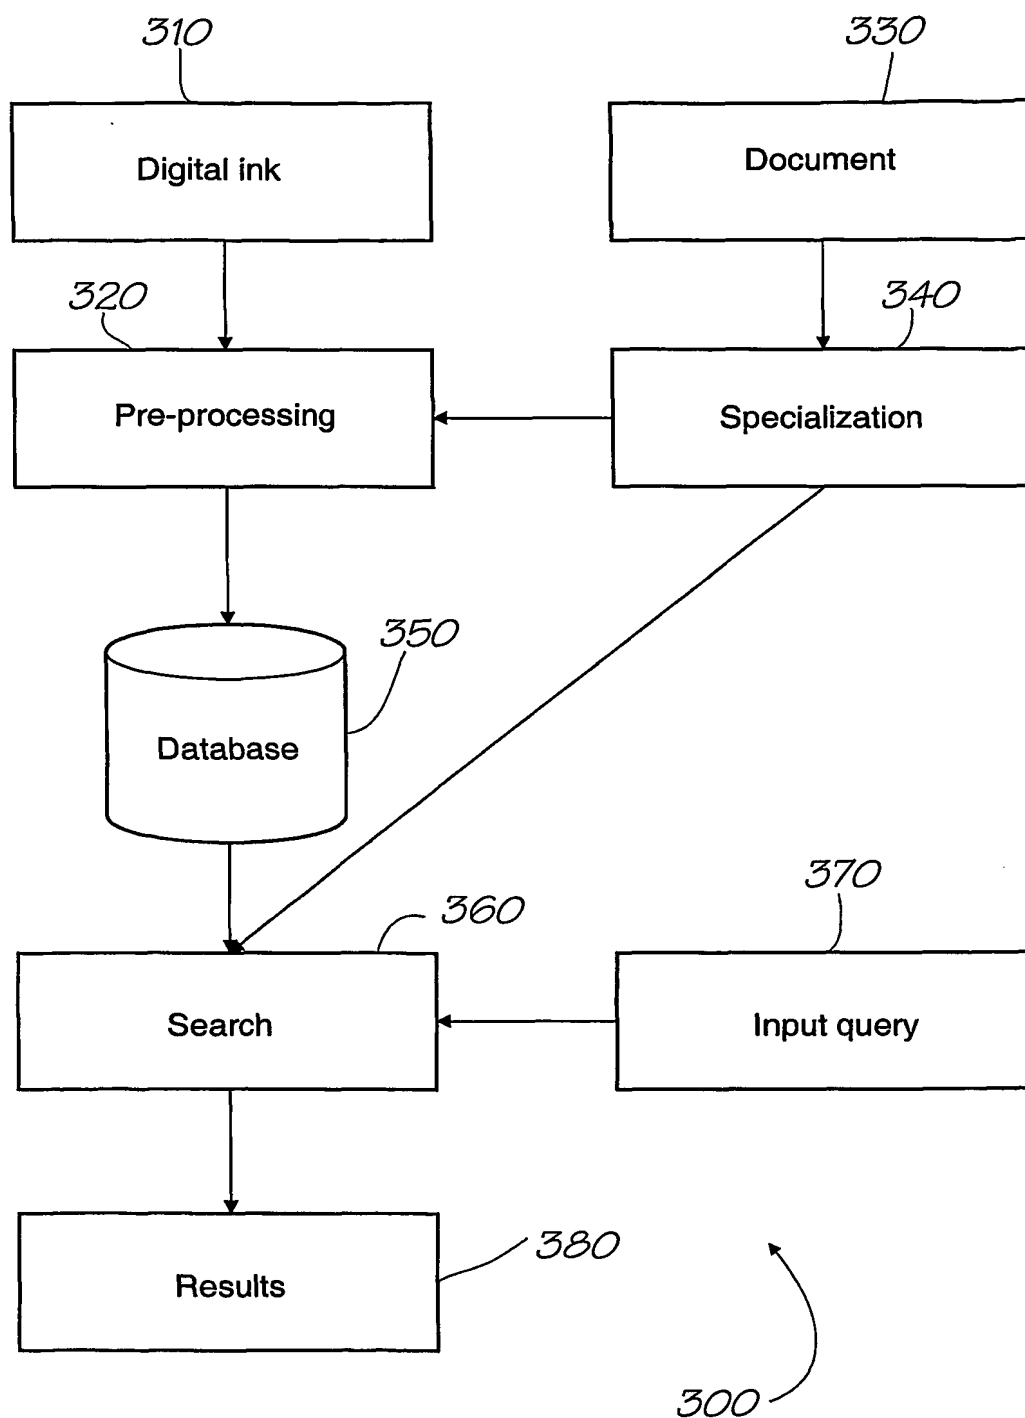 310
330
Digital ink
Document
320
340
Pre-processing
Specialization
350
Database
370
360
Search
Input query
380
Results
300